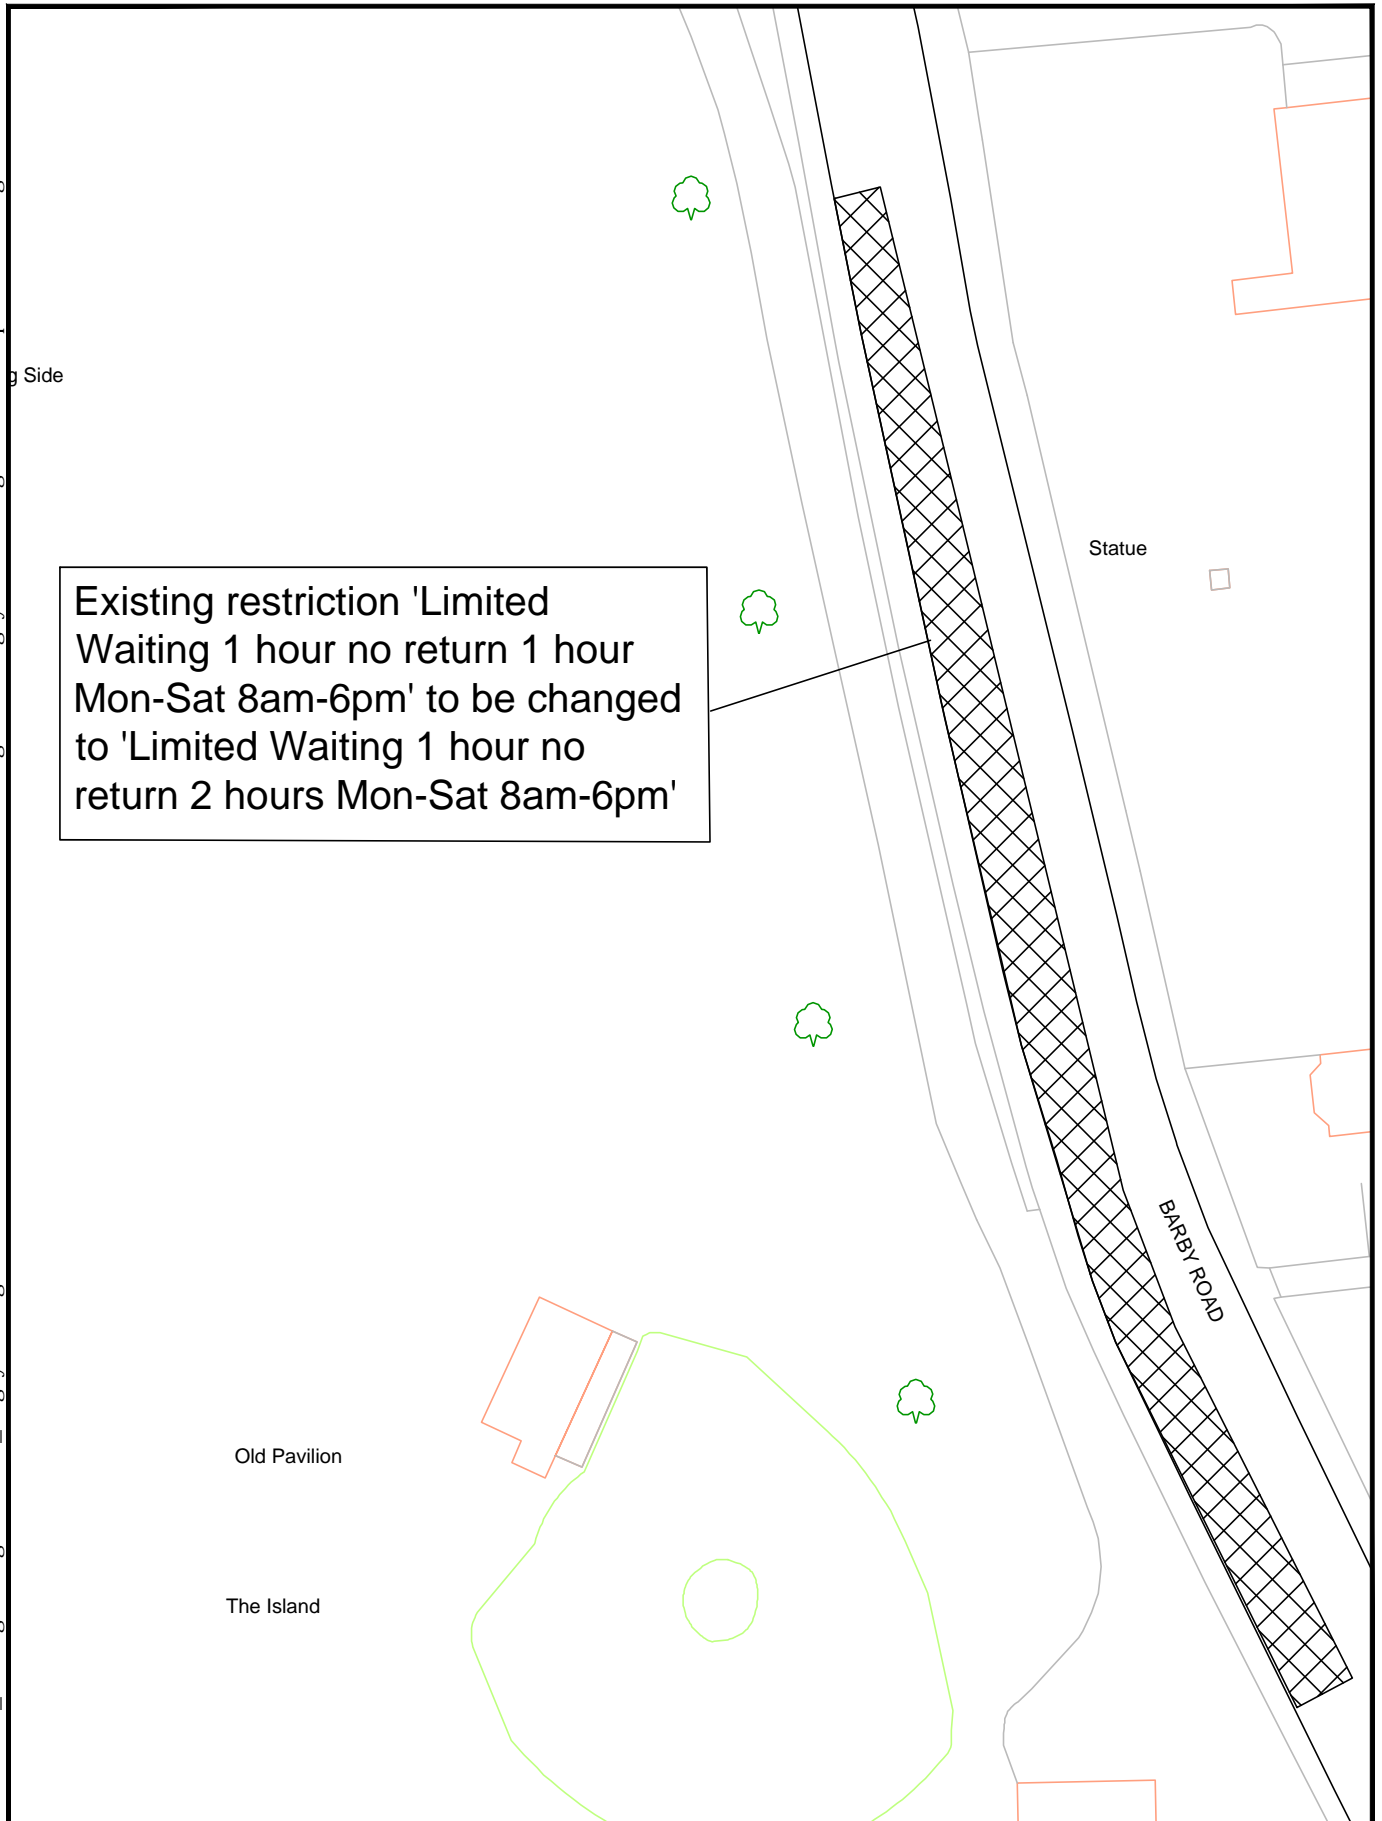 g Side
Statue
Existing restriction 'Limited
Waiting 1 hour no return 1 hour
Mon-Sat 8am-6pm' to be changed
to 'Limited Waiting 1 hour no
return 2 hours Mon-Sat 8am-6pm'
BARBY ROAD
Old Pavilion
The Island